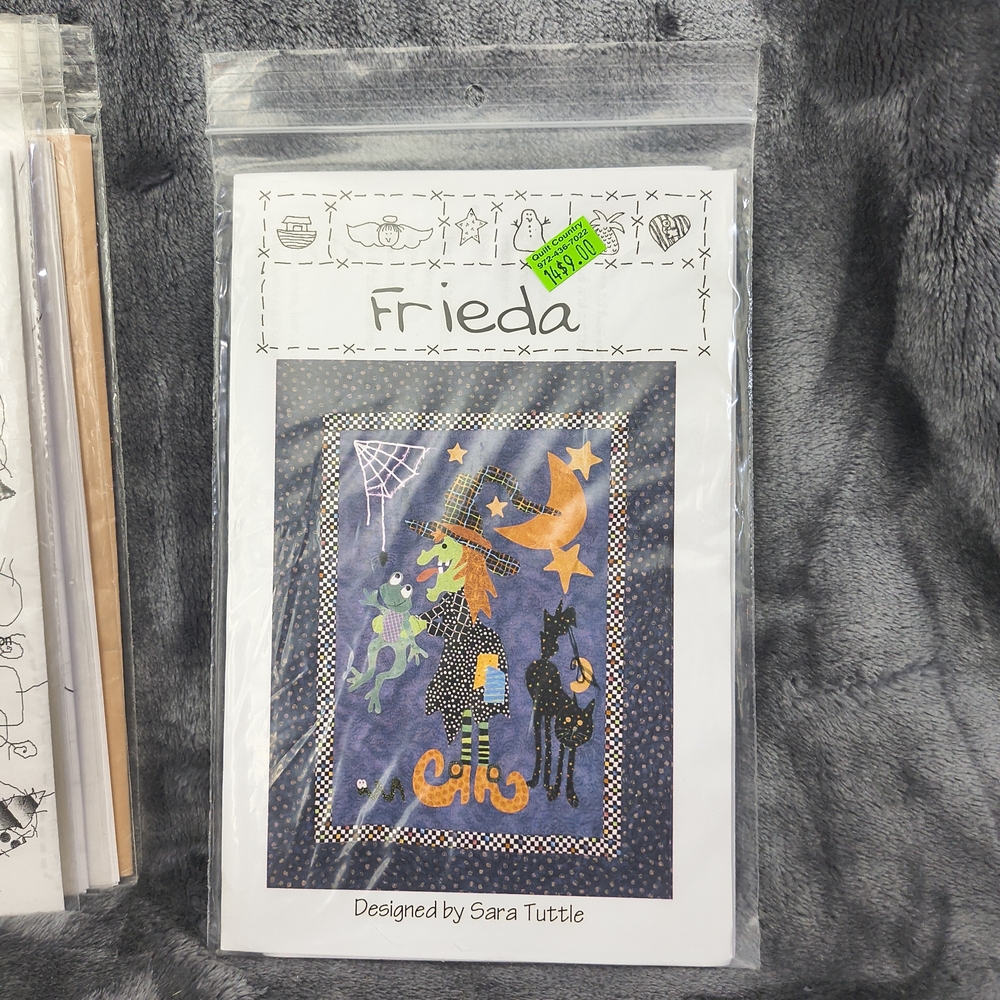 Quilt Country
972-436-7022
14$9.00
Frieda
Designed by Sara Tuttle